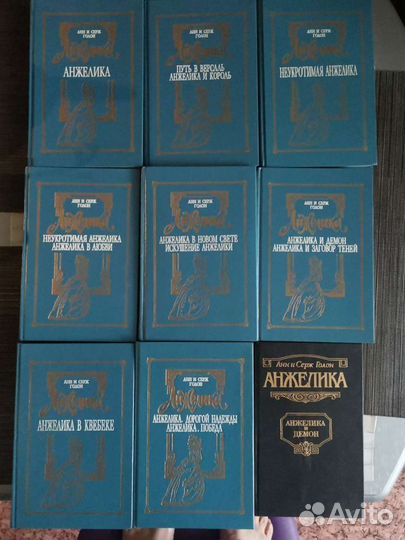 АНН И СЕРЖ
ГОЛОН
Анжелика
АНЖЕЛИКА
АНН И СЕРЖ
ГОЛОН
Анжелика
ПУТЬ В ВЕРСАЛЬ
АНЖЕЛИКА И КОРОЛЬ
АНН И СЕРЖ
ГОЛОН
Анжелика
НЕУКРОТИМАЯ АНЖЕЛИКА
АНН И СЕРЖ
ГОЛОН
Анжелика
НЕУКРОТИМАЯ АНЖЕЛИКА
АНЖЕЛИКА В ЛЮБВИ
АНН И СЕРЖ
ГОЛОН
Анжелика
АНЖЕЛИКА В НОВОМ СВЕТЕ
ИСКУШЕНИЕ АНЖЕЛИКИ
АНН И СЕРЖ
ГОЛОН
Анжелика
АНЖЕЛИКА И ДЕМОН
АНЖЕЛИКА И ЗАГОВОР ТЕНЕЙ
АНН И СЕРЖ
ГОЛОН
Анжелика
АНЖЕЛИКА В КВЕБЕКЕ
АНН И СЕРЖ
ГОЛОН
Анжелика
АНЖЕЛИКА. ДОРОГОЙ НАДЕЖДЫ
АНЖЕЛИКА. ПОБЕДА
Анн и Серж Голон
АНЖЕЛИКА
АНЖЕЛИКА
И
ДЕМОН
Avito